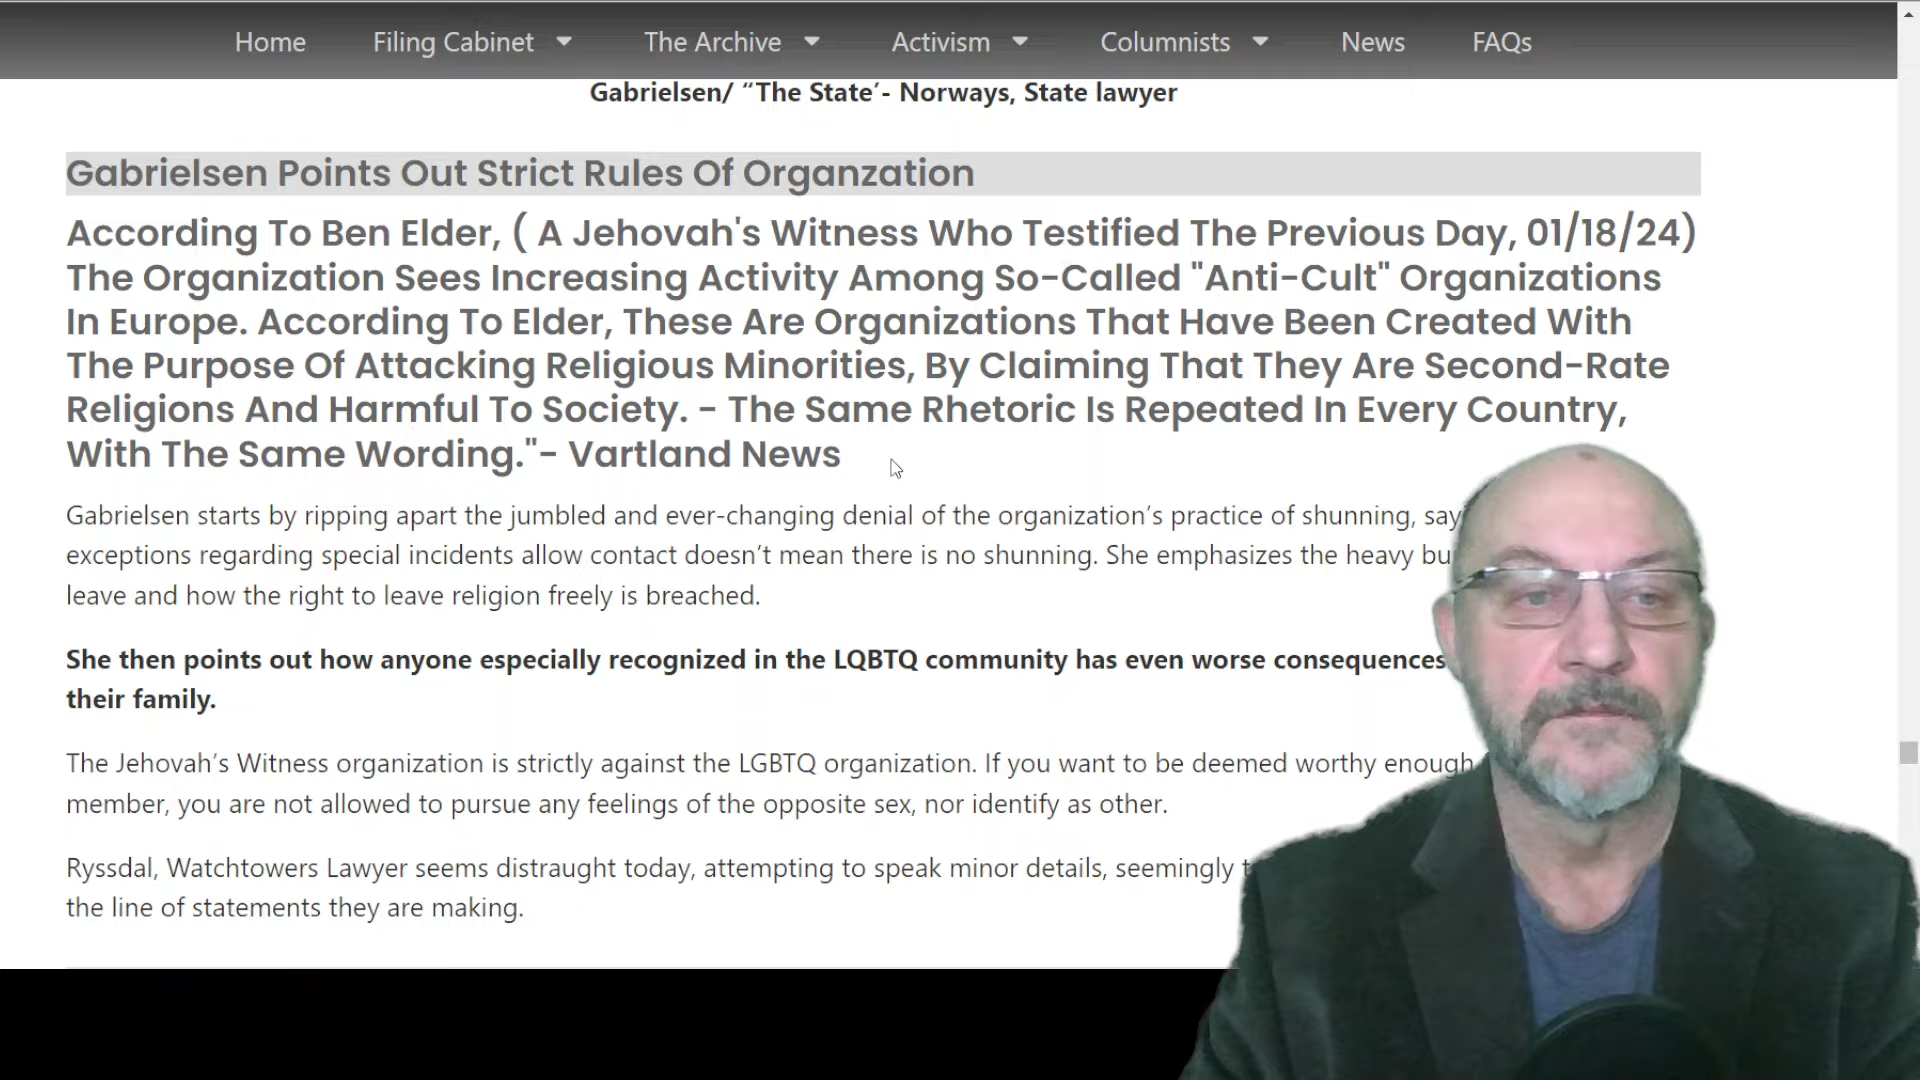 Home Filing Cabinet The Archive Activism Columnists News FAQs
Gabrielsen/ “The State’- Norways, State lawyer
Gabrielsen Points Out Strict Rules Of Organzation
According To Ben Elder, ( A Jehovah's Witness Who Testified The Previous Day, 01/18/24)
The Organization Sees Increasing Activity Among So-Called "Anti-Cult" Organizations
In Europe. According To Elder, These Are Organizations That Have Been Created With
The Purpose Of Attacking Religious Minorities, By Claiming That They Are Second-Rate
Religions And Harmful To Society. - The Same Rhetoric Is Repeated In Every Country,
With The Same Wording."- Vartland News
Gabrielsen starts by ripping apart the jumbled and ever-changing denial of the organization’s practice of shunning,
exceptions regarding special incidents allow contact doesn’t mean there is no shunning. She emphasizes the heavy
leave and how the right to leave religion freely is breached.
She then points out how anyone especially recognized in the LQBTQ community has even worse consequences
their family.
The Jehovah’s Witness organization is strictly against the LGBTQ organization. If you want to be deemed worthy enough
member, you are not allowed to pursue any feelings of the opposite sex, nor identify as other.
Ryssdal, Watchtowers Lawyer seems distraught today, attempting to speak minor details, seemingly
the line of statements they are making.